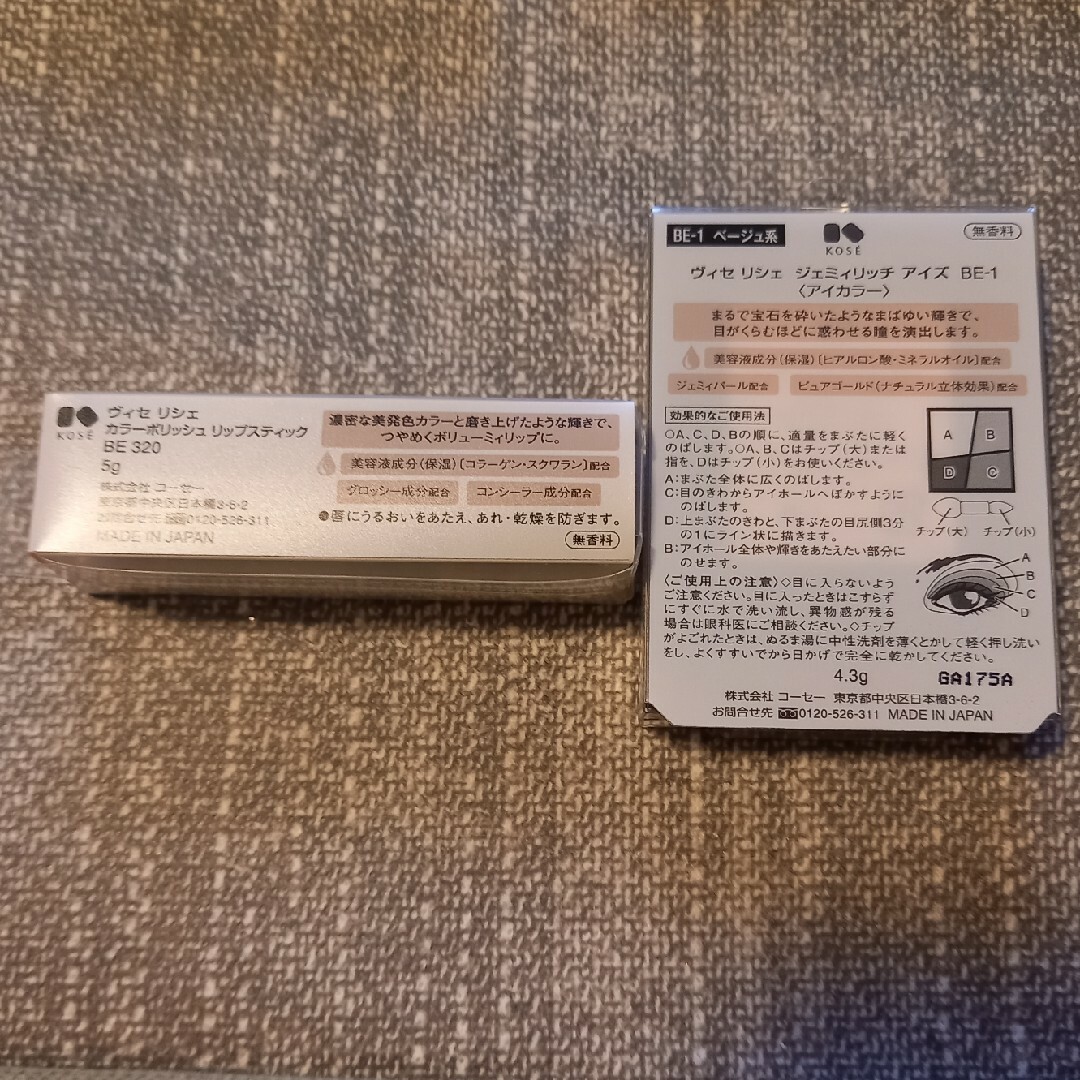 KOSÉ
ヴィセ リシェ
カラーポリッシュ リップスティック
BE 320
5g
株式会社 コーセー
東京都中央区日本橋3-6-2
お問合せ先 0120-526-311
MADE IN JAPAN
濃密な美発色カラーと磨き上げたような輝きで、
つやめくボリューミィリップに。
美容液成分(保湿)〔コラーゲン・スクワラン〕配合
グロッシー成分配合 コンシーラー成分配合
●唇にうるおいをあたえ、あれ・乾燥を防ぎます。
無香料
BE-1 ベージュ系
KOSÉ
無香料
ヴィセ リシェ ジェミィリッチ アイズ BE-1
〈アイカラー〉
まるで宝石を砕いたようなまばゆい輝きで、
目がくらむほどに惑わせる瞳を演出します。
美容液成分(保湿)〔ヒアルロン酸・ミネラルオイル〕配合
ジェミィパール配合 ピュアゴールド(ナチュラル立体効果)配合
効果的なご使用法
○A、C、D、Bの順に、適量をまぶたに軽く
のばします。○A、B、Cはチップ(大)または
指を、Dはチップ(小)をお使いください。
A:まぶた全体に広くのばします。
C:目のきわからアイホールへぼかすように
のばします。
D:上まぶたのきわと、下まぶたの目尻側3分
の1にライン状に描きます。
B:アイホール全体や輝きをあたえたい部分に
のせます。
A B
D C
チップ(大) チップ(小)
A
B
C
D
〈ご使用上の注意〉◇目に入らないよう
ご注意ください。目に入ったときはこすらず
にすぐに水で洗い流し、異物感が残る
場合は眼科医にご相談ください。◇チップ
がよごれたときは、ぬるま湯に中性洗剤を薄くとかして軽く押し洗い
をし、よくすすいでから日かげで完全に乾かしてください。
4.3g GA175A
株式会社 コーセー 東京都中央区日本橋3-6-2
お問合せ先 0120-526-311 MADE IN JAPAN